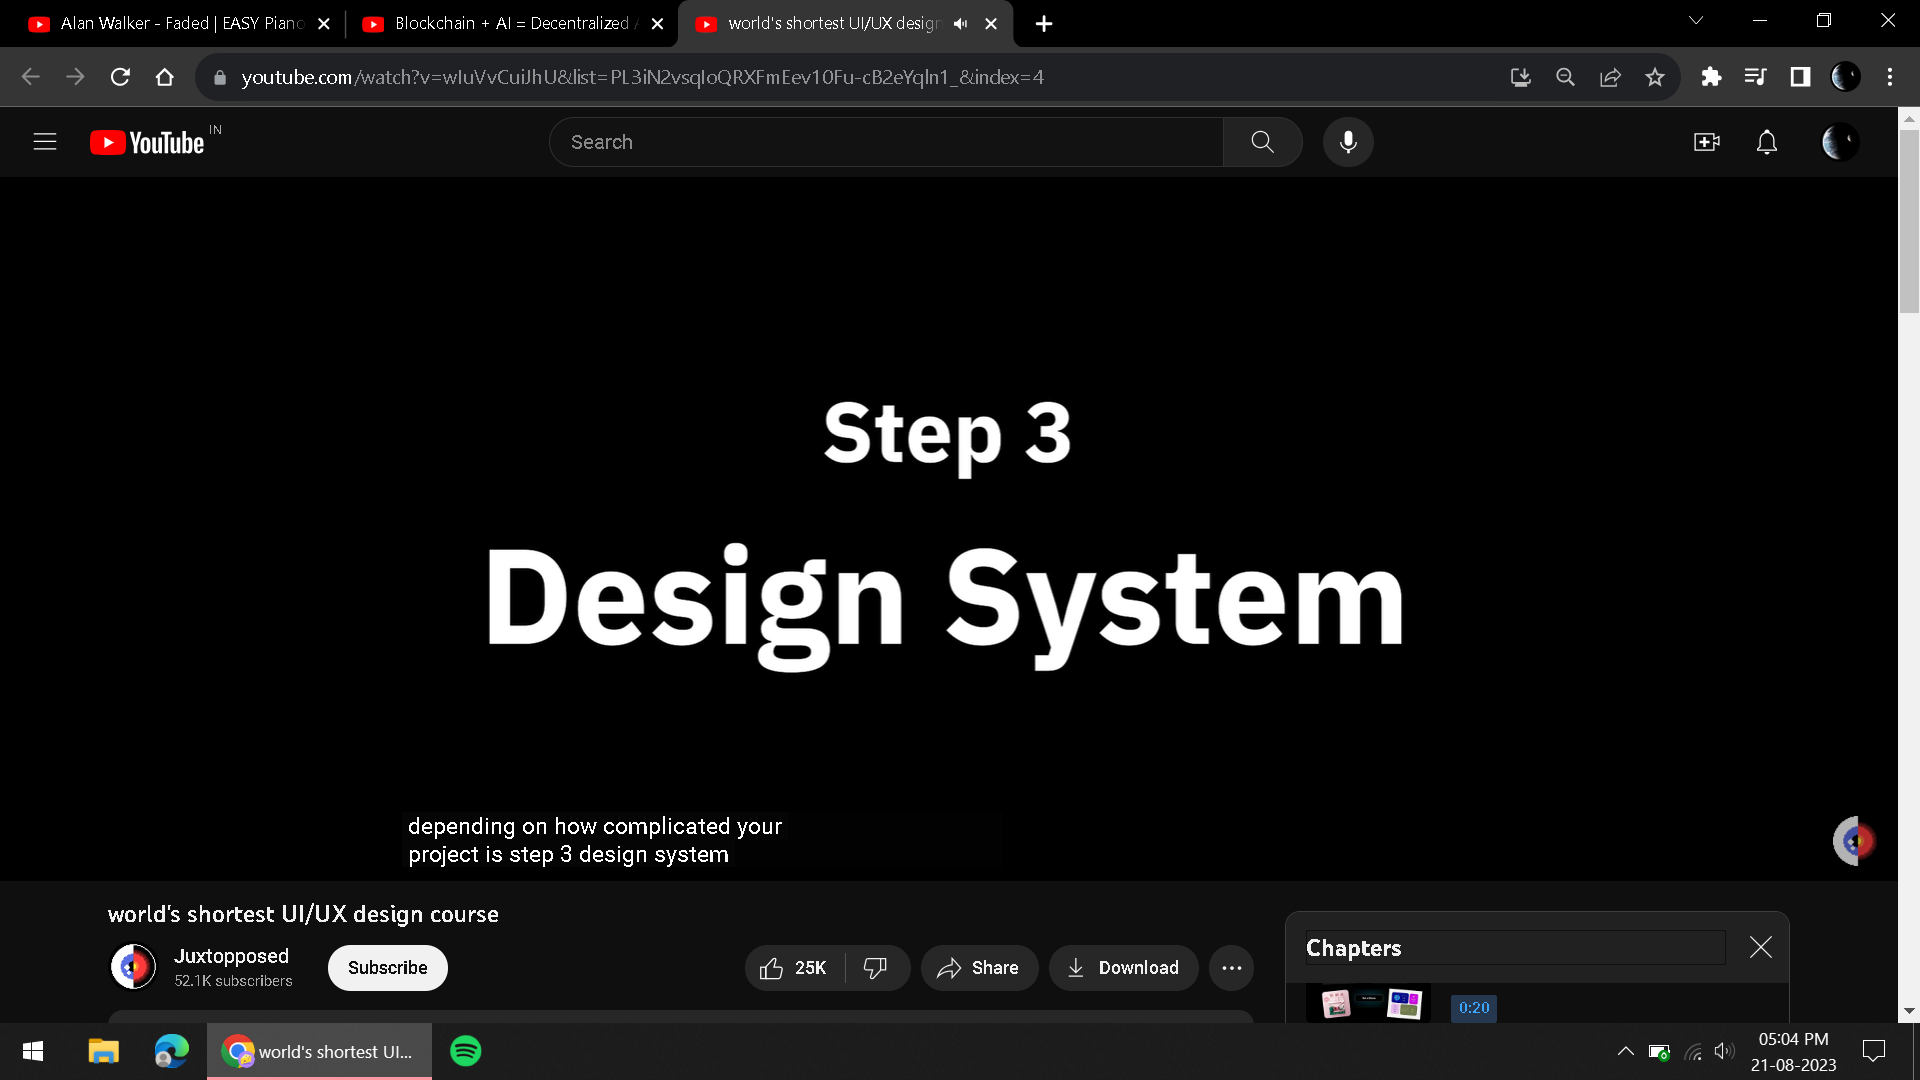 Alan Walker - Faded | EASY Piano
Blockchain + AI = Decentralized
world's shortest UI/UX design
youtube.com/watch?v=wIuVvCuiJhU&list=PL3iN2vsqIoQRXFmEev10Fu-cB2eYqln1_&index=4
YouTube IN
Search
Step 3
Design System
depending on how complicated your
project is step 3 design system
world's shortest UI/UX design course
Juxtopposed
52.1K subscribers
Subscribe
25K
Share
Download
Chapters
0:20
world's shortest UI...
05:04 PM
21-08-2023